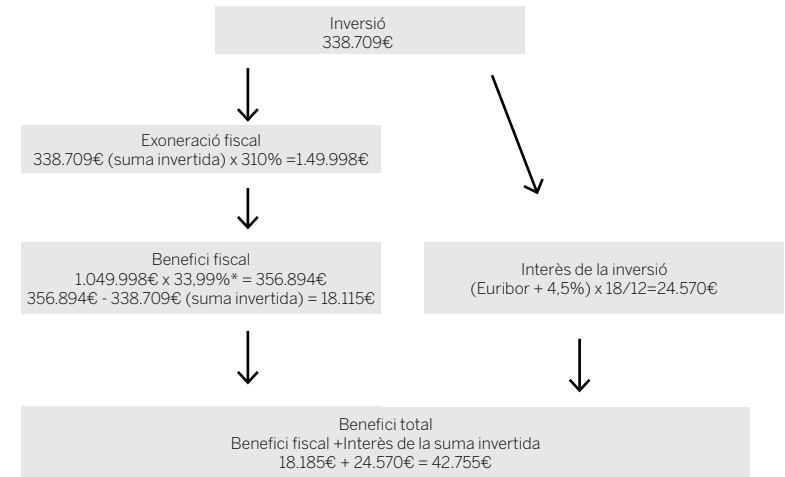 Inversió
338.709€
Exoneració fiscal
338.709€ (suma invertida) x 310% =1.49.998€
Benefici fiscal
1.049.998€ x 33,99%* = 356.894€
356.894€ - 338.709€ (suma invertida) = 18.115€
Interès de la inversió
(Euribor + 4,5%) x 18/12=24.570€
Benefici total
Benefici fiscal +Interès de la suma invertida
18.185€ + 24.570€ = 42.755€